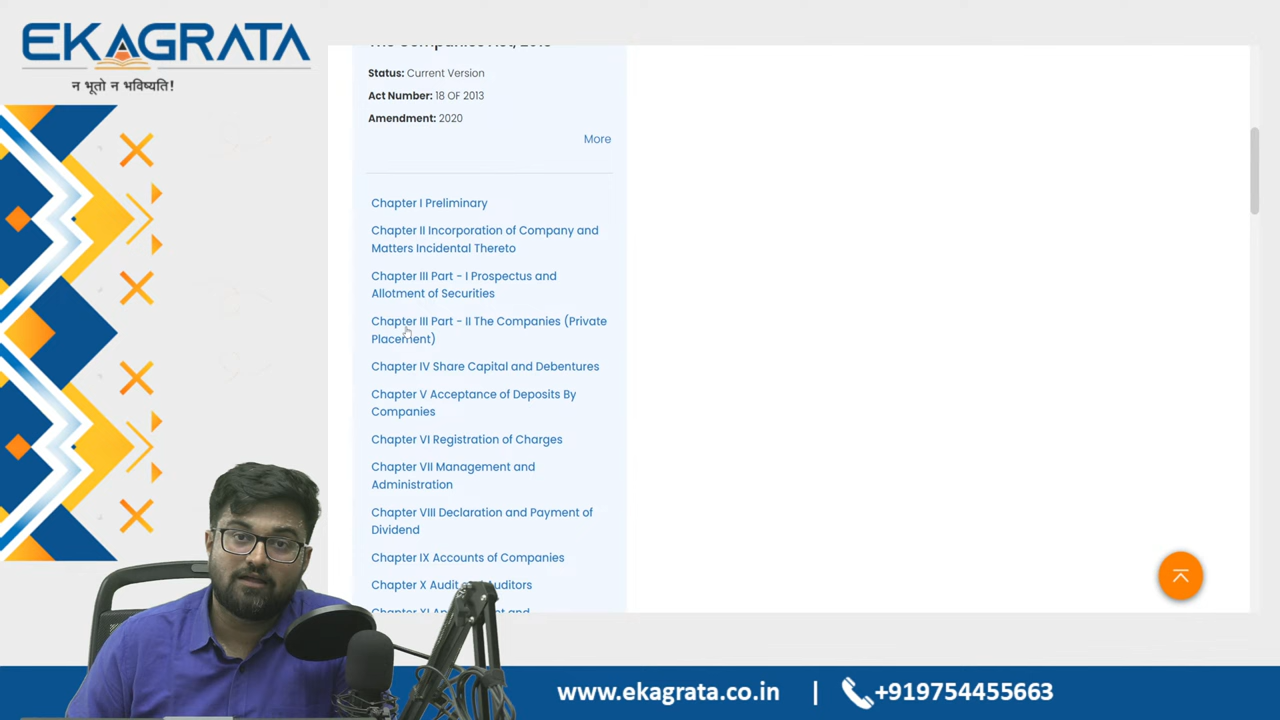 EKAGRATA
न भूतो न भविष्यति!
Status: Current Version
Act Number: 18 OF 2013
Amendment: 2020
More
Chapter I Preliminary
Chapter II Incorporation of Company and
Matters Incidental Thereto
Chapter III Part - I Prospectus and
Allotment of Securities
Chapter III Part - II The Companies (Private
Placement)
Chapter IV Share Capital and Debentures
Chapter V Acceptance of Deposits By
Companies
Chapter VI Registration of Charges
Chapter VII Management and
Administration
Chapter VIII Declaration and Payment of
Dividend
Chapter IX Accounts of Companies
Chapter X Audit Auditors
Chapter XI
www.ekagrata.co.in | +919754455663